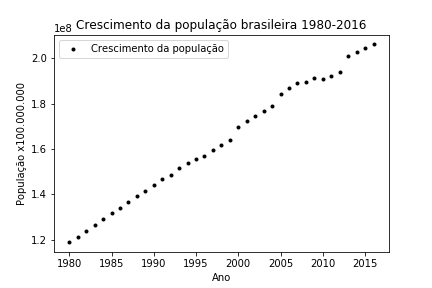 Crescimento da população brasileira 1980-2016
1e8
Crescimento da população
2.0
1.8
1.6
1.4
1.2
População x100.000.000
1980 1985 1990 1995 2000 2005 2010 2015
Ano